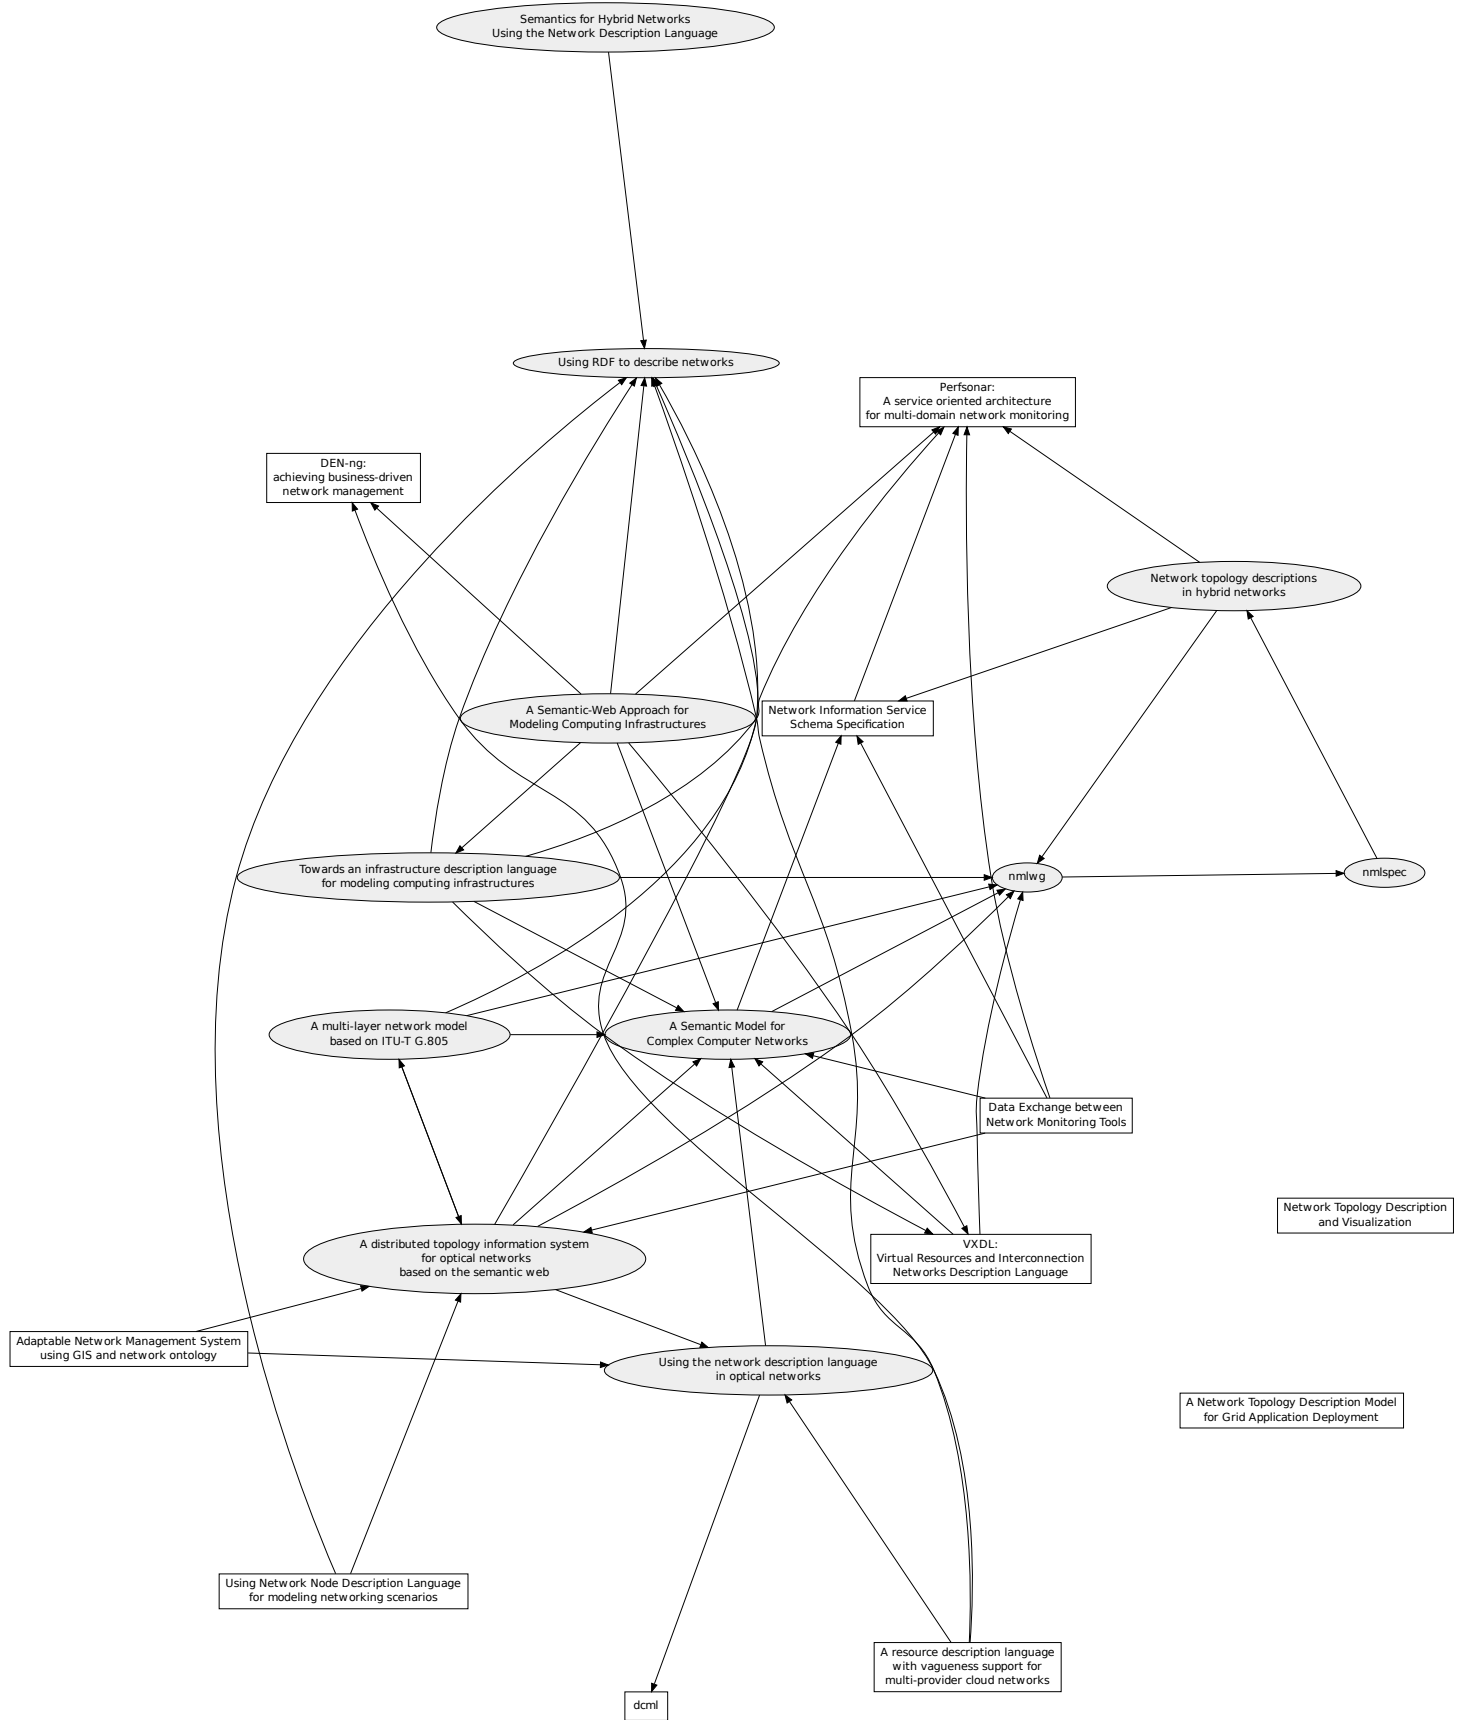 Semantics for Hybrid Networks
Using the Network Description Language
Using RDF to describe networks
Perfsonar:
A service oriented architecture
for multi-domain network monitoring
DEN-ng:
achieving business-driven
network management
Network topology descriptions
in hybrid networks
A Semantic-Web Approach for
Modeling Computing Infrastructures
Network Information Service
Schema Specification
Towards an infrastructure description language
for modeling computing infrastructures
nmlwg
nmlspec
A multi-layer network model
based on ITU-T G.805
A Semantic Model for
Complex Computer Networks
Data Exchange between
Network Monitoring Tools
Network Topology Description
and Visualization
A distributed topology information system
for optical networks
based on the semantic web
VXDL:
Virtual Resources and Interconnection
Networks Description Language
Adaptable Network Management System
using GIS and network ontology
Using the network description language
in optical networks
A Network Topology Description Model
for Grid Application Deployment
Using Network Node Description Language
for modeling networking scenarios
A resource description language
with vagueness support for
multi-provider cloud networks
dcml